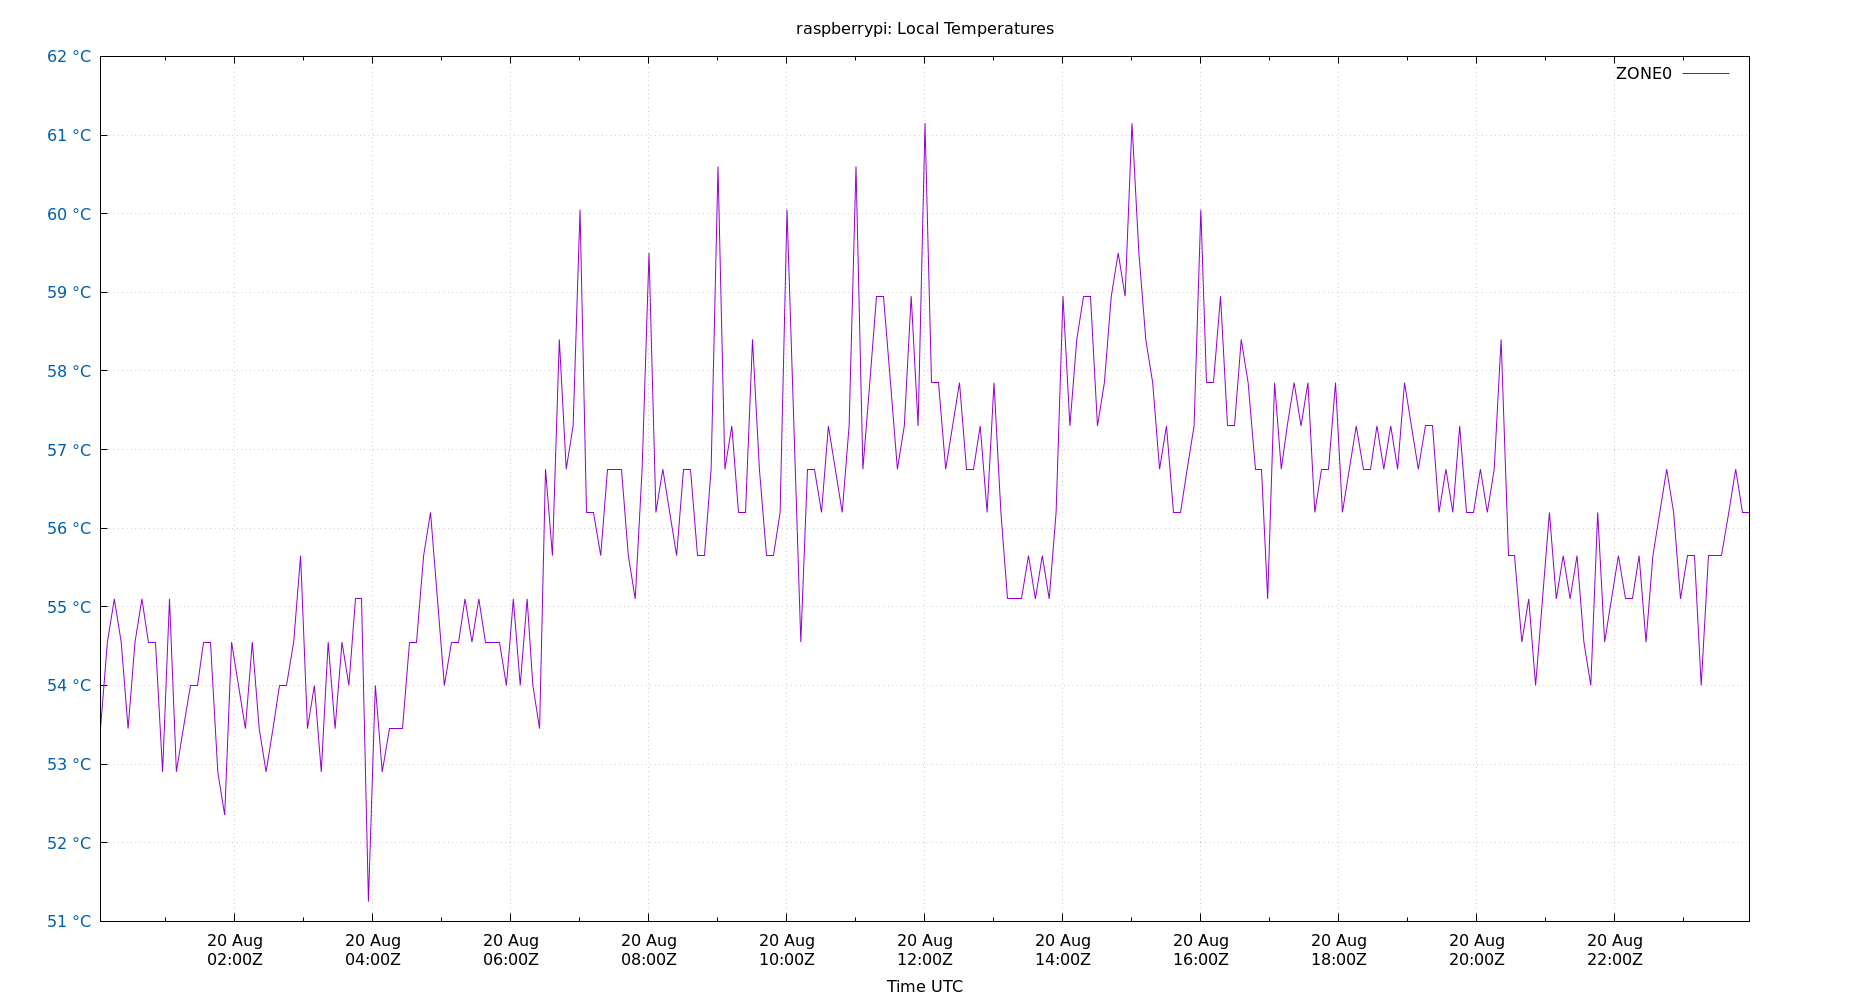 raspberrypi: Local Temperatures
ZONE0
62 °C
61 °C
60 °C
59 °C
58 °C
57 °C
56 °C
55 °C
54 °C
53 °C
52 °C
51 °C
20 Aug
02:00Z
20 Aug
04:00Z
20 Aug
06:00Z
20 Aug
08:00Z
20 Aug
10:00Z
20 Aug
12:00Z
20 Aug
14:00Z
20 Aug
16:00Z
20 Aug
18:00Z
20 Aug
20:00Z
20 Aug
22:00Z
Time UTC